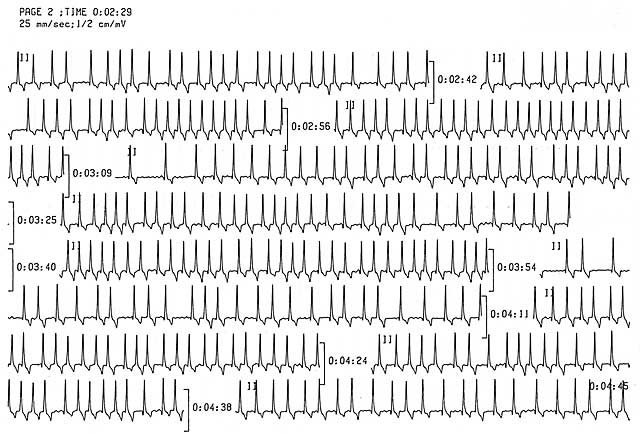 PAGE 2 ;TIME 0:02:29
25 mm/sec;1/2 cm/mV
]] 0:02:42 ]]
0:02:56 ]]
0:03:09 ]]
0:03:25 ]]
0:03:40 ]] 0:03:54 ]]
0:04:11 ]]
0:04:24 ]]
0:04:45
0:04:38 ]]